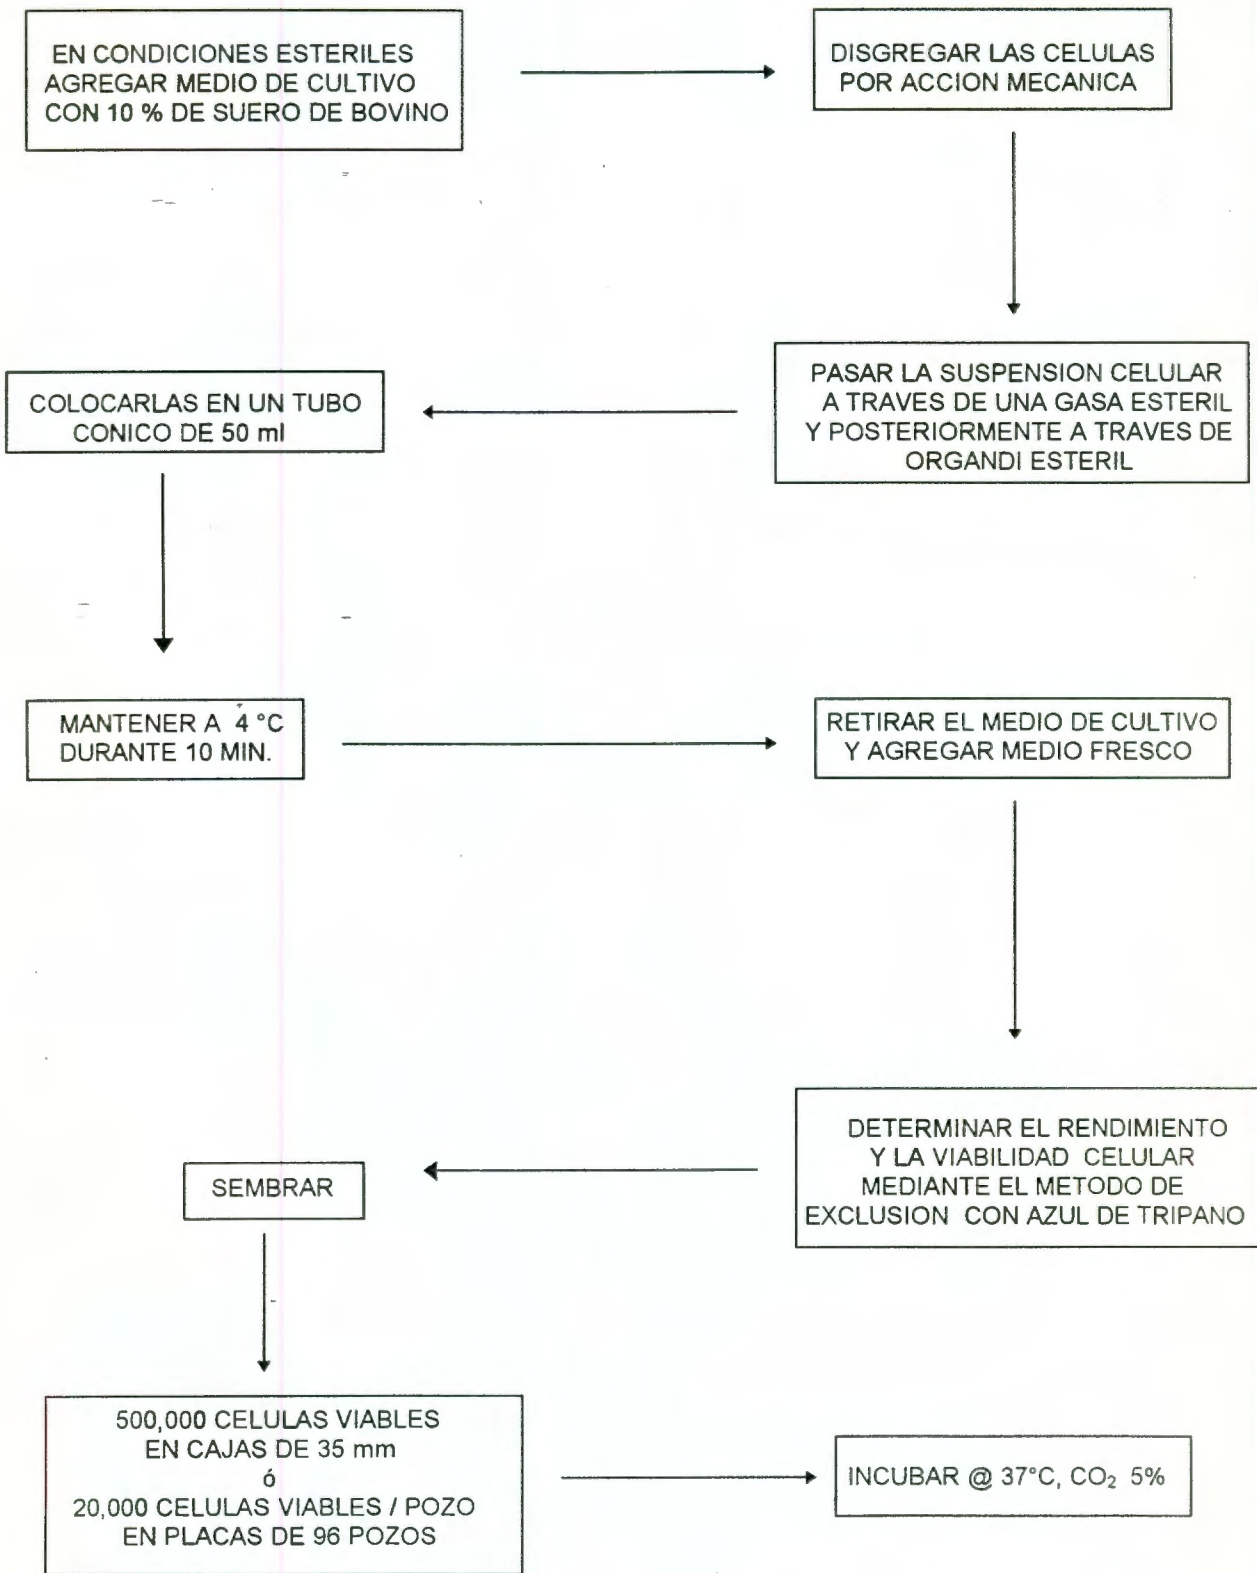 EN CONDICIONES ESTERILES
AGREGAR MEDIO DE CULTIVO
CON 10 % DE SUERO DE BOVINO
DISGREGAR LAS CELULAS
POR ACCION MECANICA
PASAR LA SUSPENSION CELULAR
A TRAVES DE UNA GASA ESTERIL
Y POSTERIORMENTE A TRAVES DE
ORGANDI ESTERIL
COLOCARLAS EN UN TUBO
CONICO DE 50 ml
MANTENER A 4 °C
DURANTE 10 MIN.
RETIRAR EL MEDIO DE CULTIVO
Y AGREGAR MEDIO FRESCO
DETERMINAR EL RENDIMIENTO
Y LA VIABILIDAD CELULAR
MEDIANTE EL METODO DE
EXCLUSION CON AZUL DE TRIPANO
SEMBRAR
500,000 CELULAS VIABLES
EN CAJAS DE 35 mm
ó
20,000 CELULAS VIABLES / POZO
EN PLACAS DE 96 POZOS
INCUBAR @ 37°C, CO₂ 5%